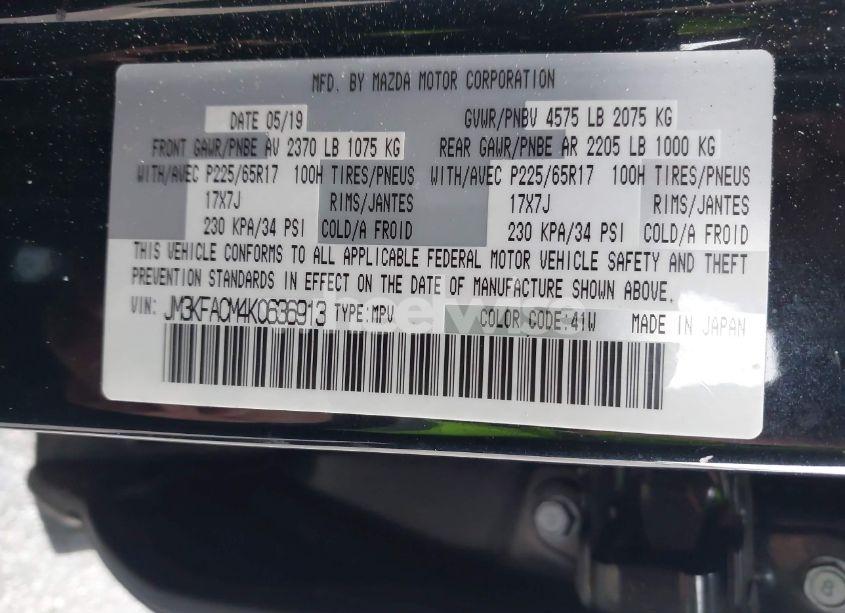 MFD. BY MAZDA MOTOR CORPORATION
DATE 05/19 GVWR/PNBV 4575 LB 2075 KG
FRONT GAWR/PNBE AV 2370 LB 1075 KG REAR GAWR/PNBE AR 2205 LB 1000 KG
WITH/AVEC P225/65R17 100H TIRES/PNEUS WITH/AVEC P225/65R17 100H TIRES/PNEUS
17X7J RIMS/JANTES 17X7J RIMS/JANTES
230 KPA/34 PSI COLD/A FROID 230 KPA/34 PSI COLD/A FROID
THIS VEHICLE CONFORMS TO ALL APPLICABLE FEDERAL MOTOR VEHICLE SAFETY AND THEFT
PREVENTION STANDARDS IN EFFECT ON THE DATE OF MANUFACTURE SHOWN ABOVE.
VIN: JM3KFACM4K0636913 TYPE:MPV COLOR CODE:41W MADE IN JAPAN
8